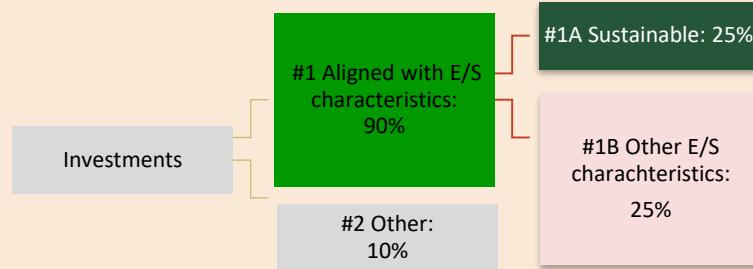 #1A Sustainable: 25%
#1 Aligned with E/S
characteristics:
90%
Investments
#1B Other E/S
charachteristics:
25%
#2 Other:
10%